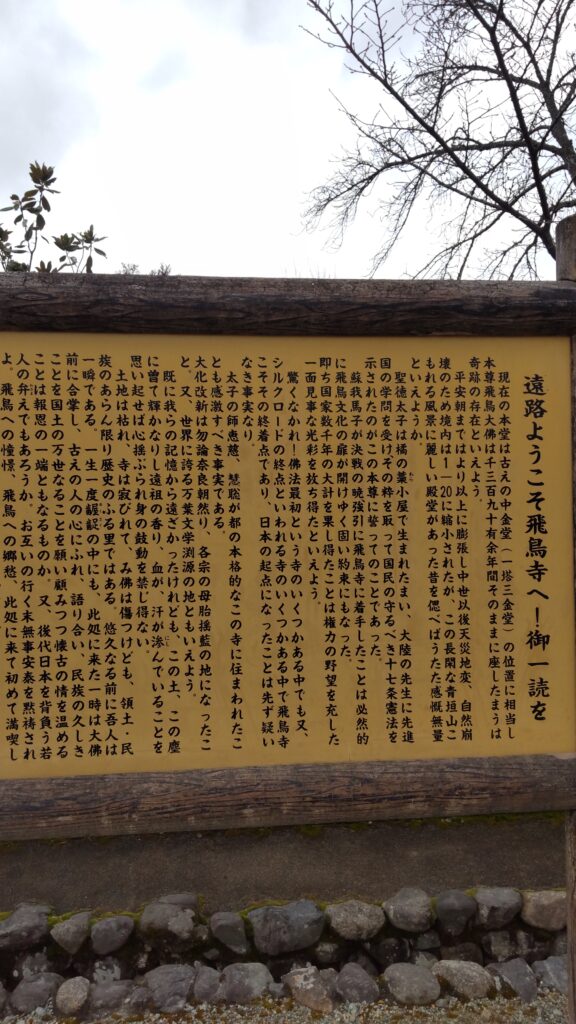 遠路ようこそ飛鳥寺へ！御一読を
現在の本堂は古えの中金堂（一塔三金堂）の位置に相当し
本尊飛鳥大佛は千三百九十有余年間そのままに座したまうは
奇跡の存在といえよう。
平安朝まではより以上に膨張し中世以後天災地変、自然崩
壊のため境内は1―20に縮小されたが、この長閑な青垣山こ
もれる風景に麗しい殿堂があった昔を偲べばうたた感慨無量
といえようか。
聖徳太子は橘の藁小屋で生まれたまい、大陸の先生に先進
国の学問を受けその粋を取って国民の守るべき十七条憲法を
示されたのがこの本尊に誓ってのことであった。
蘇我馬子が決戦の暁強引に飛鳥寺に着手したことは必然的
に飛鳥文化の扉が開けゆく固い約束にもなった。
即ち国家数千年の大計を果し得たことは権力の野望を充した
一面見事な光彩を放ち得たといえよう。
驚くなかれ！佛法最初という寺のいくつかある中でも又、
シルクロードの終点といわれる寺のいくつかある中で飛鳥寺
こそその終着点であり、日本の起点になったことは先ず疑い
なき事実なり。
太子の師恵慈、慧聡が都の本格的なこの寺に住まわれたこ
とも感激すべき事実である。
大化改新は勿論奈良朝然り、各宗の母胎揺藍の地になったこ
と、又、世界に誇る万葉文学渕源の地ともいえよう。
既に我らの記憶から遠ざかったけれども、この土、この塵
に曽て輝かなりし遠祖の香り、血が、汗が滲んでいることを
思い起せば心揺ぶられ身の鼓動を禁じ得ない。
土地は枯れ、寺は寂びれて、み佛は傷つけども、領土・民
族のあらん限り歴史のふる里ではある。悠久なる前に吾人は
一瞬である。一生一度齷齪の中にも、此処に来た一時は大佛
前に合掌し、古えの人の心にふれ、語り合い、民族の久しき
ことを国土の万世なることを願い顧みつつ懐古の情を温める
ことは報恩の一端ともなるものか。又、後代日本を背負う若
人の弁えでもあろうか。お互いの行く末無事安泰を黙祷され
よ。飛鳥への憧憬、飛鳥への郷愁、此処に来て初めて満喫し